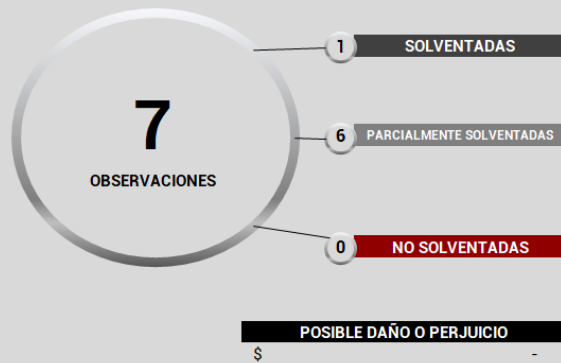 7
OBSERVACIONES
1 SOLVENTADAS
6 PARCIALMENTE SOLVENTADAS
0 NO SOLVENTADAS
POSIBLE DAÑO O PERJUICIO
$ -